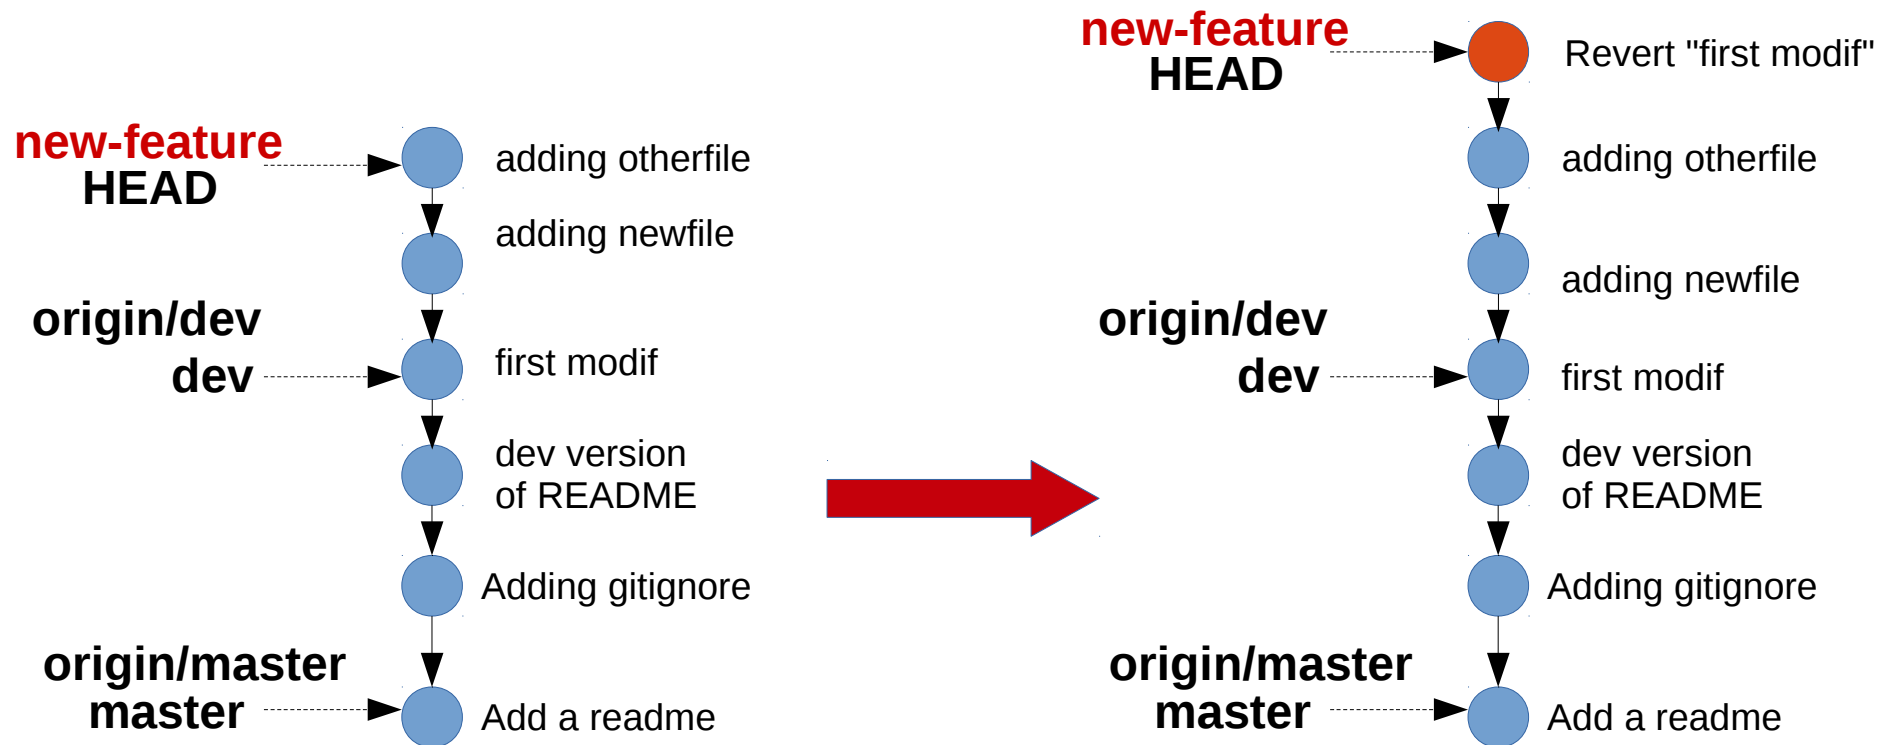 new-feature
HEAD
adding otherfile
adding newfile
origin/dev
dev
first modif
dev version
of README
Adding gitignore
origin/master
master
Add a readme
new-feature
HEAD
Revert "first modif"
adding otherfile
adding newfile
origin/dev
dev
first modif
dev version
of README
Adding gitignore
origin/master
master
Add a readme